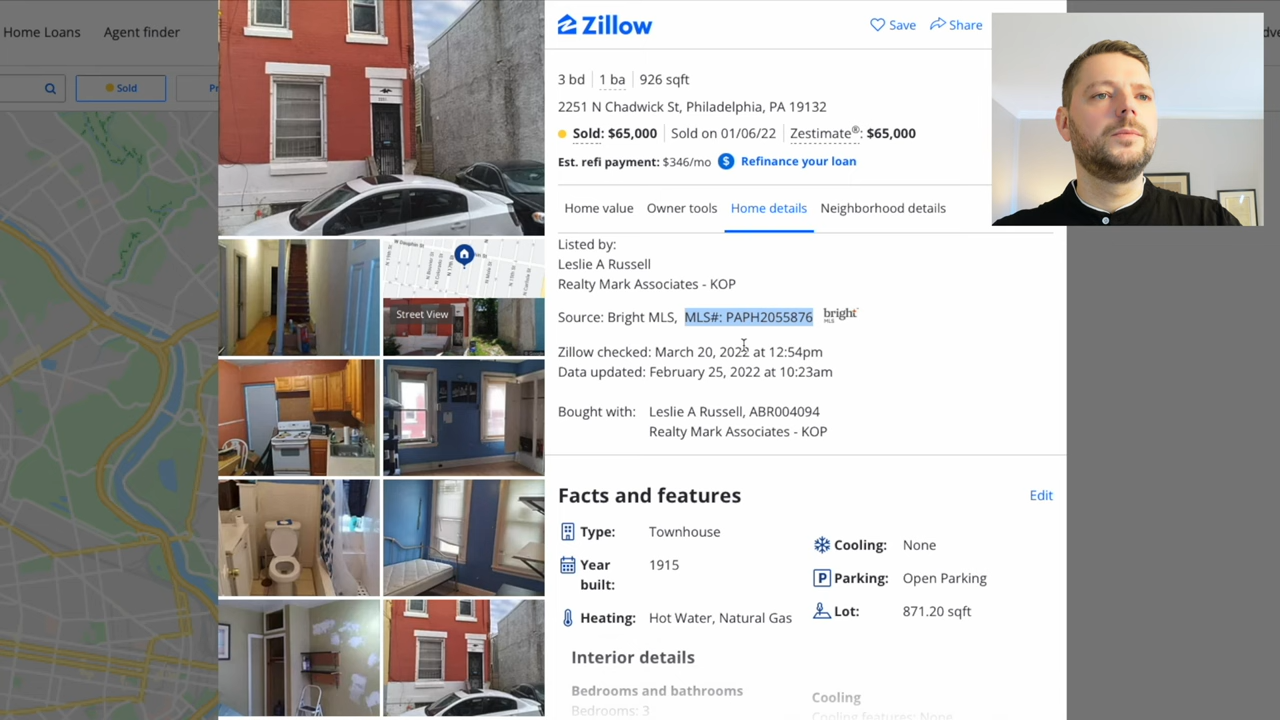 Home Loans
Agent finder
Sold
Zillow
Save
Share
3 bd
1 ba
926 sqft
2251 N Chadwick St, Philadelphia, PA 19132
Sold: $65,000
Sold on 01/06/22
Zestimate®: $65,000
Est. refi payment: $346/mo
$
Refinance your loan
Home value
Owner tools
Home details
Neighborhood details
Listed by:
Leslie A Russell
Realty Mark Associates - KOP
Source: Bright MLS, MLS#: PAPH2055876
bright
MLS
Zillow checked: March 20, 2022 at 12:54pm
Data updated: February 25, 2022 at 10:23am
Bought with: Leslie A Russell, ABR004094
Realty Mark Associates - KOP
Street View
Facts and features
Edit
Type: Townhouse
Year built: 1915
Heating: Hot Water, Natural Gas
Cooling: None
P
Parking: Open Parking
Lot: 871.20 sqft
Interior details
Bedrooms and bathrooms
Bedrooms: 3
Cooling
Cooling features: None